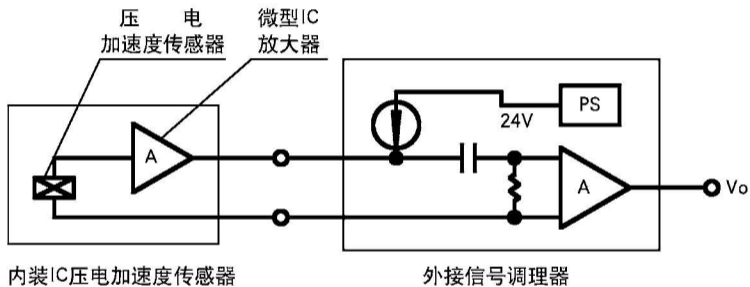 压 电
加速度传感器
微型IC
放大器
PS
24V
A
A
Vo
内装IC压电加速度传感器
外接信号调理器